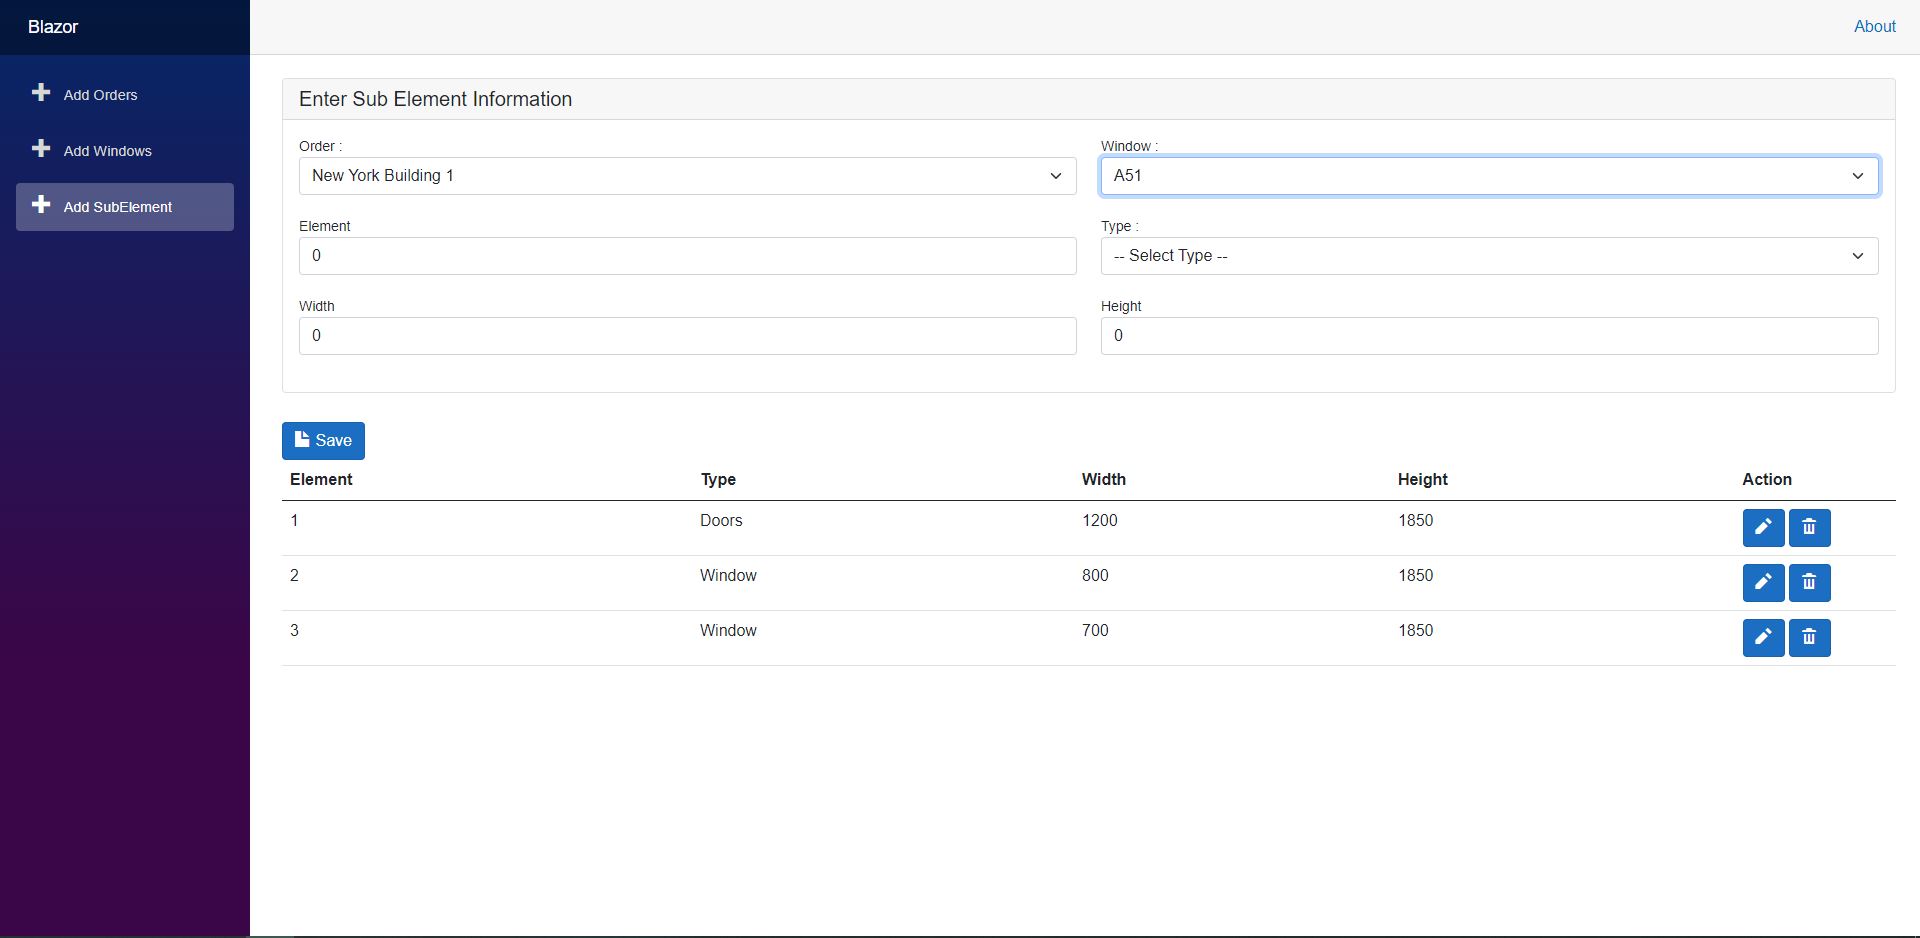 Blazor
About
Add Orders
Add Windows
Add SubElement
Enter Sub Element Information
Order :
Window :
New York Building 1
A51
Element
Type :
0
-- Select Type --
Width
Height
0
0
Save
Element Type Width Height Action
1 Doors 1200 1850
2 Window 800 1850
3 Window 700 1850